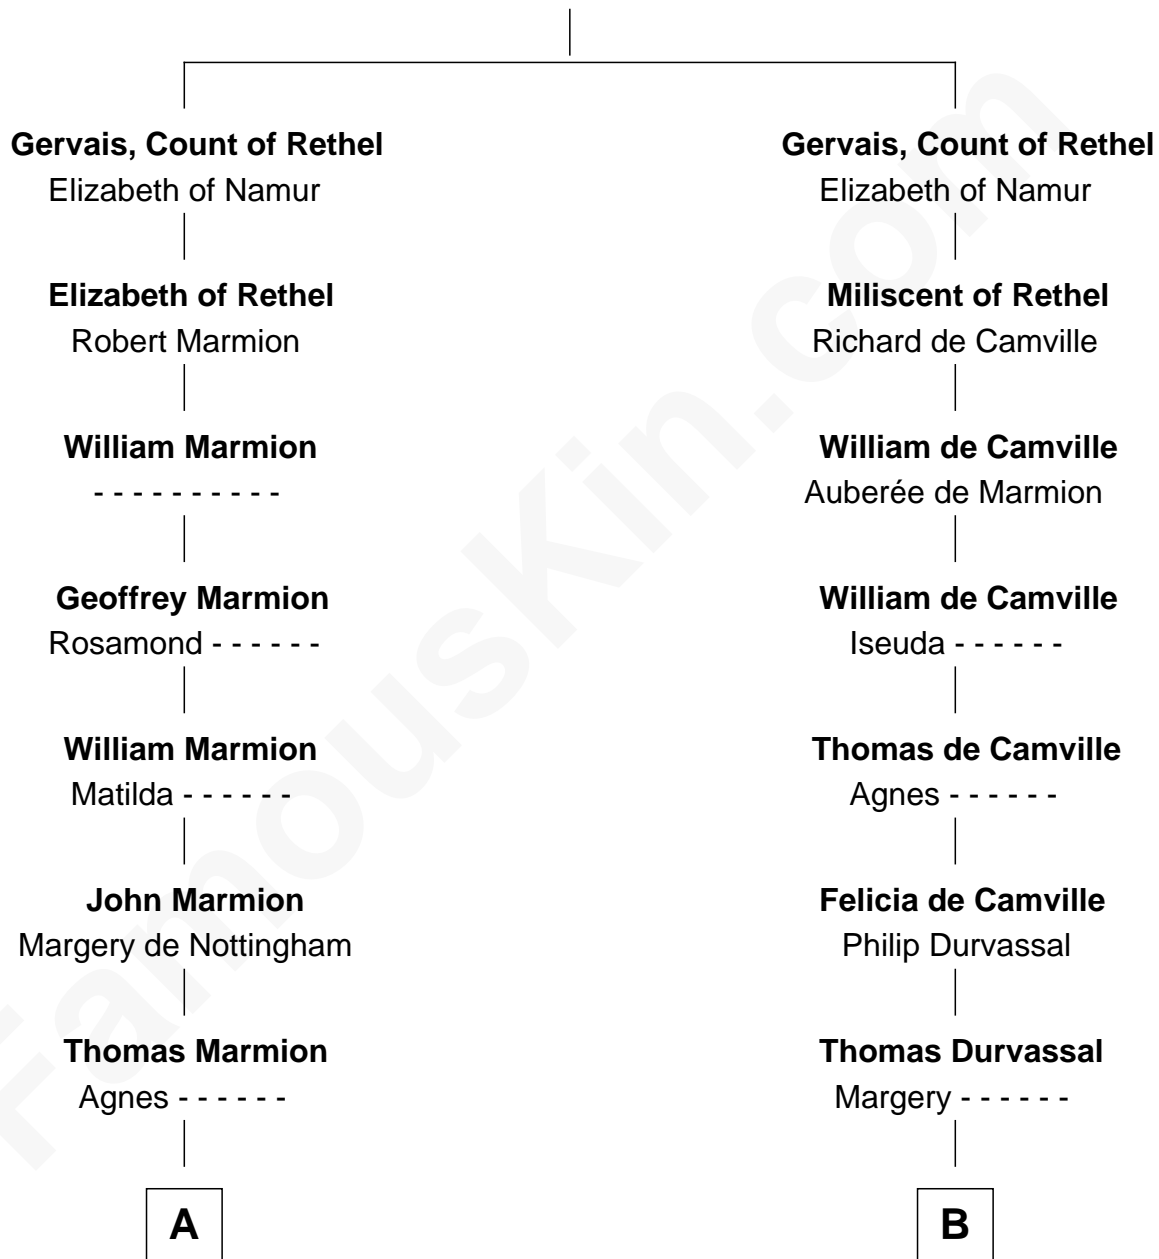 Gervais, Count of Rethel
Elizabeth of Namur
Elizabeth of Rethel
Robert Marmion
William Marmion
- - - - - - - - - -
Geoffrey Marmion
Rosamond - - - - - -
William Marmion
Matilda - - - - - -
John Marmion
Margery de Nottingham
Thomas Marmion
Agnes - - - - - -
A
Gervais, Count of Rethel
Elizabeth of Namur
Miliscent of Rethel
Richard de Camville
William de Camville
Auberée de Marmion
William de Camville
Iseuda - - - - - -
Thomas de Camville
Agnes - - - - - -
Felicia de Camville
Philip Durvassal
Thomas Durvassal
Margery - - - - - -
B
FamousKin.com